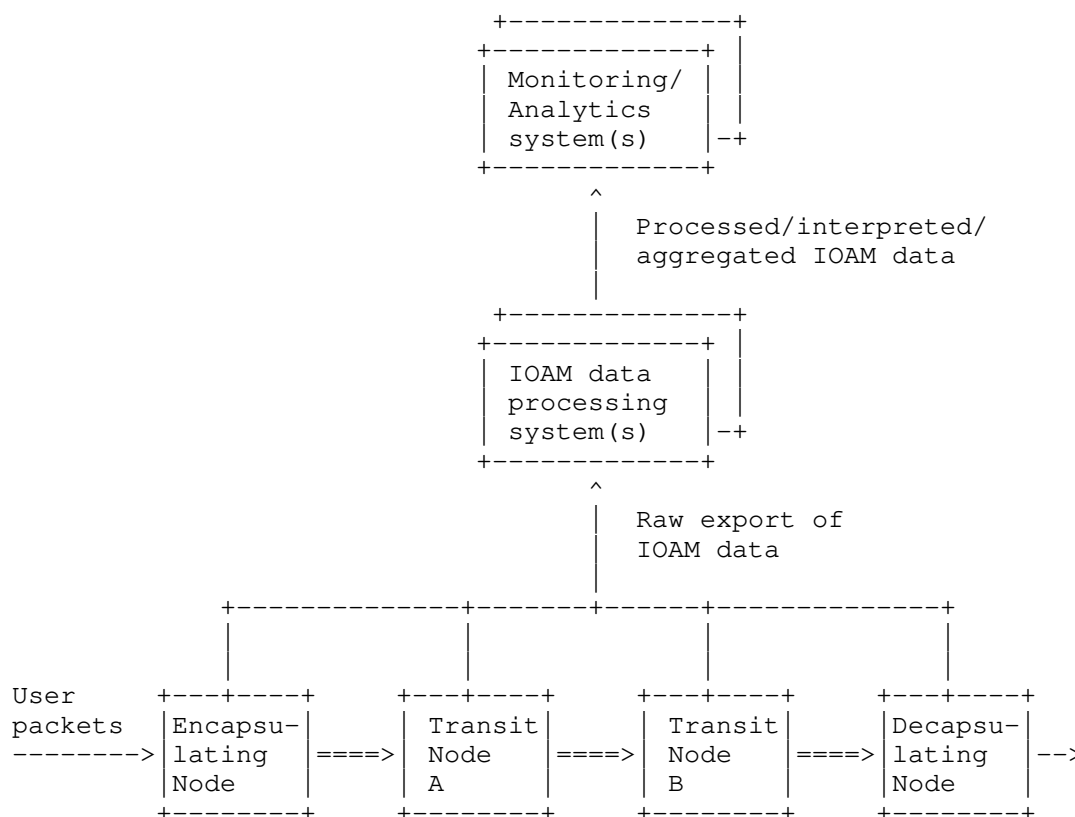 Monitoring/
Analytics
system(s)
Processed/interpreted/
aggregated IOAM data
IOAM data
processing
system(s)
Raw export of
IOAM data
User
packets
Encapsu-
lating
Node
Transit
Node
A
Transit
Node
B
Decapsu-
lating
Node